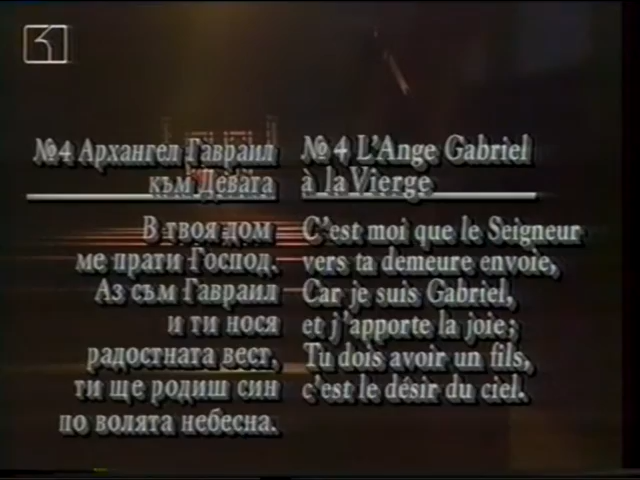 №4 Архангел Гавраил
към Девата
В твоя дом
ме прати Господ.
Аз съм Гавраил
и ти нося
радостната вест,
ти ще родиш син
по волята небесна.
№ 4 L'Ange Gabriel
à la Vierge
C'est moi que le Seigneur
vers ta demeure envoie,
Car je suis Gabriel,
et j'apporte la joie;
Tu dois avoir un fils,
c'est le désir du ciel.